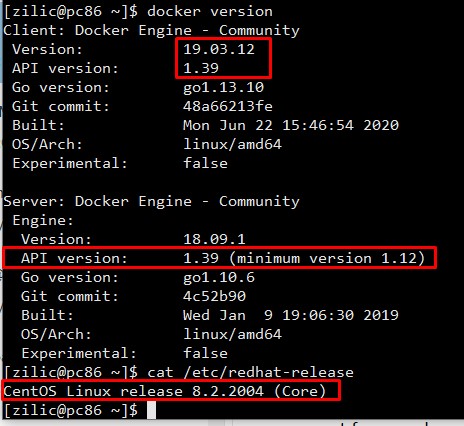 [zilic@pc86 ~]$ docker version
Client: Docker Engine - Community
 Version:           19.03.12
 API version:       1.39
 Go version:        go1.13.10
 Git commit:        48a66213fe
 Built:             Mon Jun 22 15:46:54 2020
 OS/Arch:           linux/amd64
 Experimental:      false

Server: Docker Engine - Community
 Engine:
  Version:          18.09.1
  API version:      1.39 (minimum version 1.12)
  Go version:       go1.10.6
  Git commit:       4c52b90
  Built:            Wed Jan  9 19:06:30 2019
  OS/Arch:          linux/amd64
  Experimental:     false
[zilic@pc86 ~]$ cat /etc/redhat-release
CentOS Linux release 8.2.2004 (Core)
[zilic@pc86 ~]$